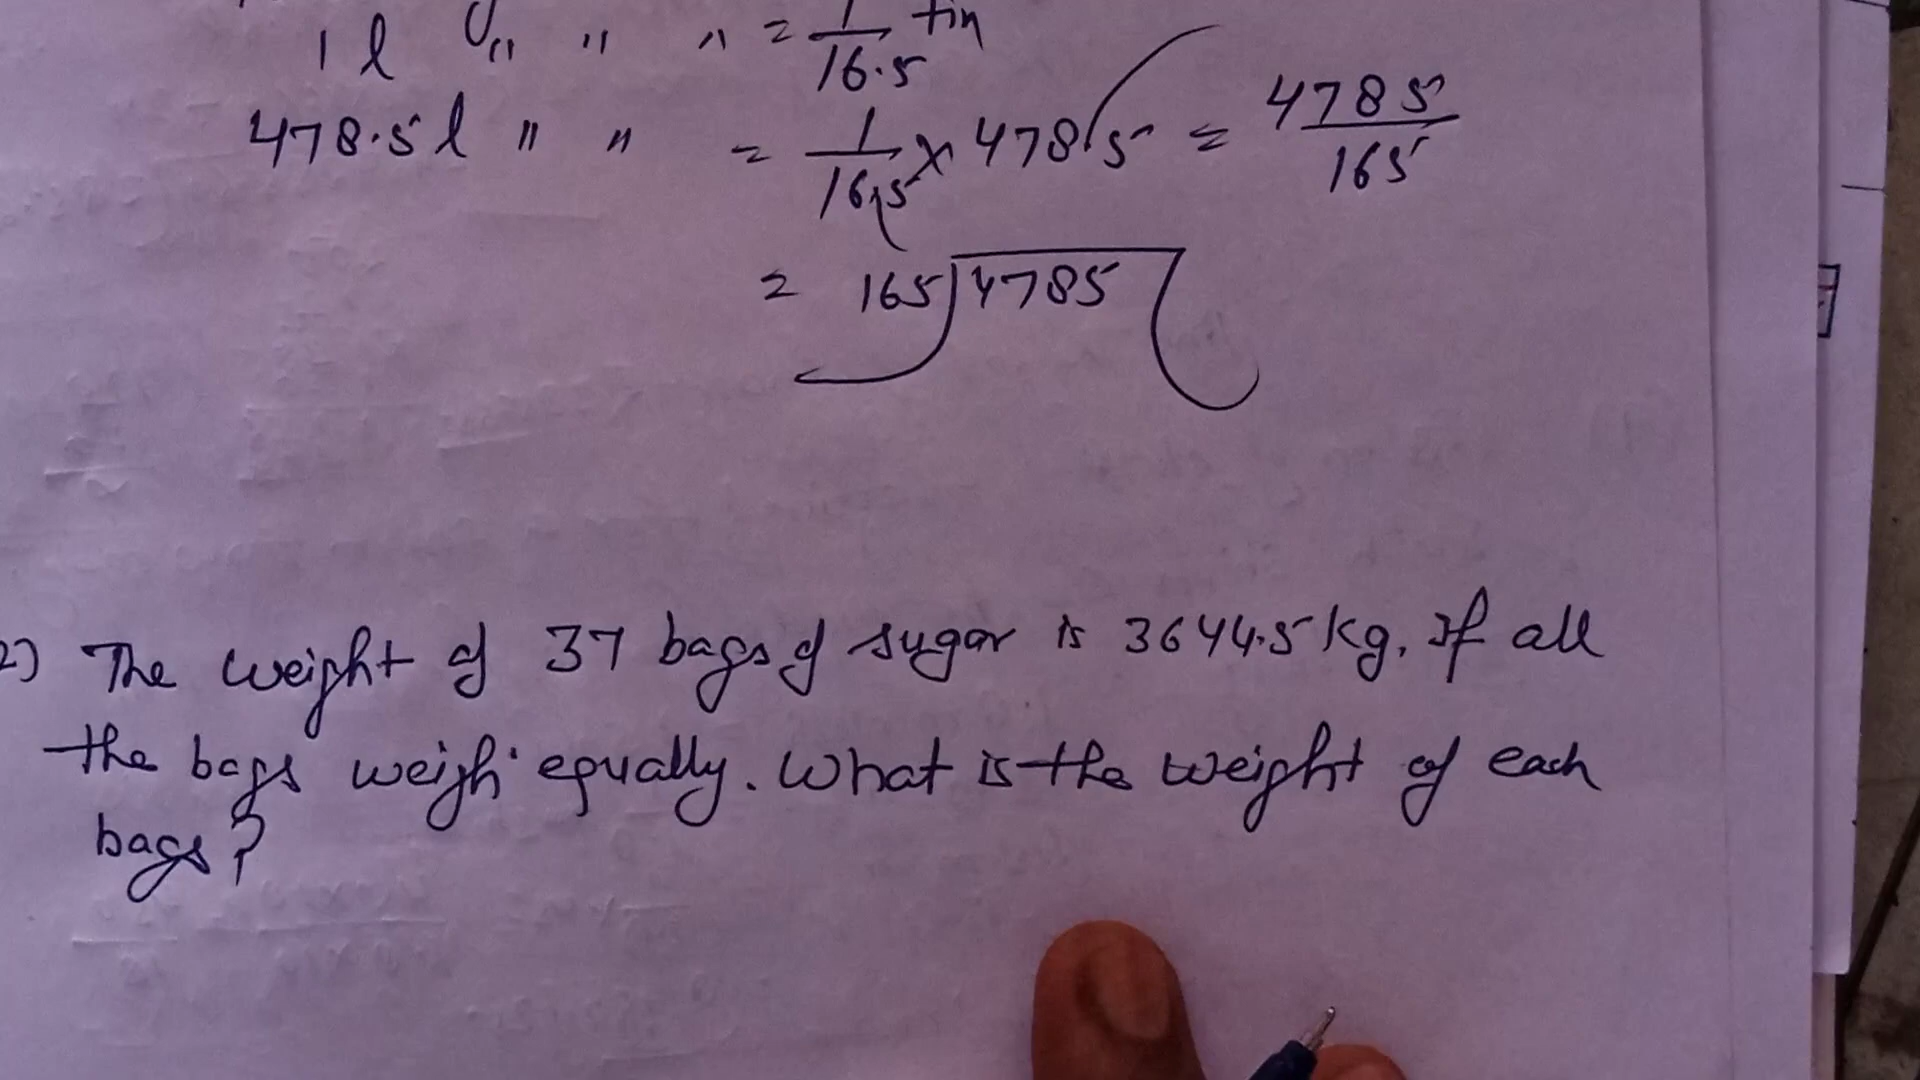 1 l " " " = 1/16.5 tin
478.5 l " " = 1/16.5 × 478.5 = 4785/165
= 165)4785(
2) The weight of 37 bags of sugar is 3644.5 kg. If all
the bags weigh equally. What is the weight of each
bags?